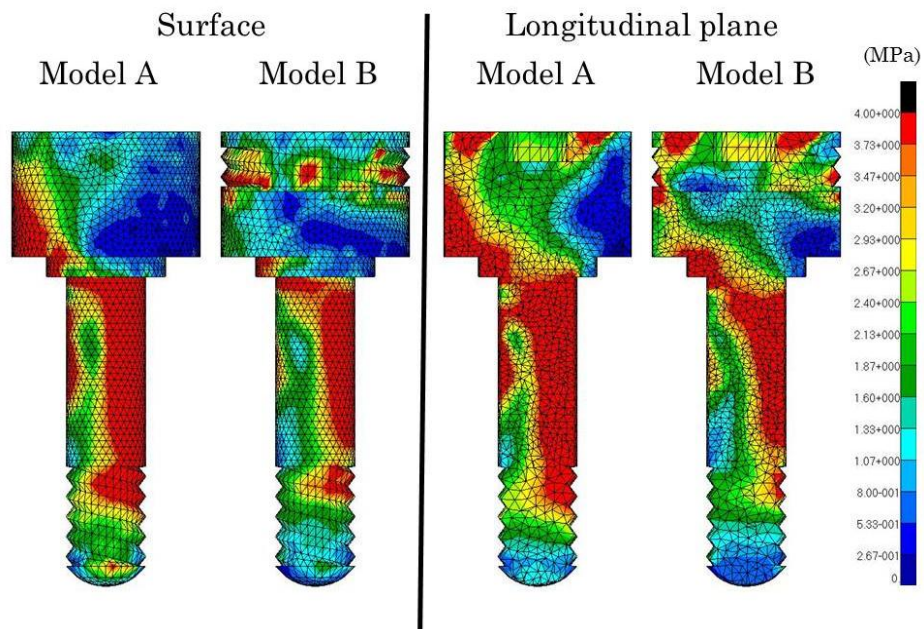 Surface
Longitudinal plane
Model A
Model B
Model A
Model B
(MPa)
4.00+000
3.73+000
3.47+000
3.20+000
2.93+000
2.67+000
2.40+000
2.13+000
1.87+000
1.60+000
1.33+000
1.07+000
8.00-001
5.33-001
2.67-001
0